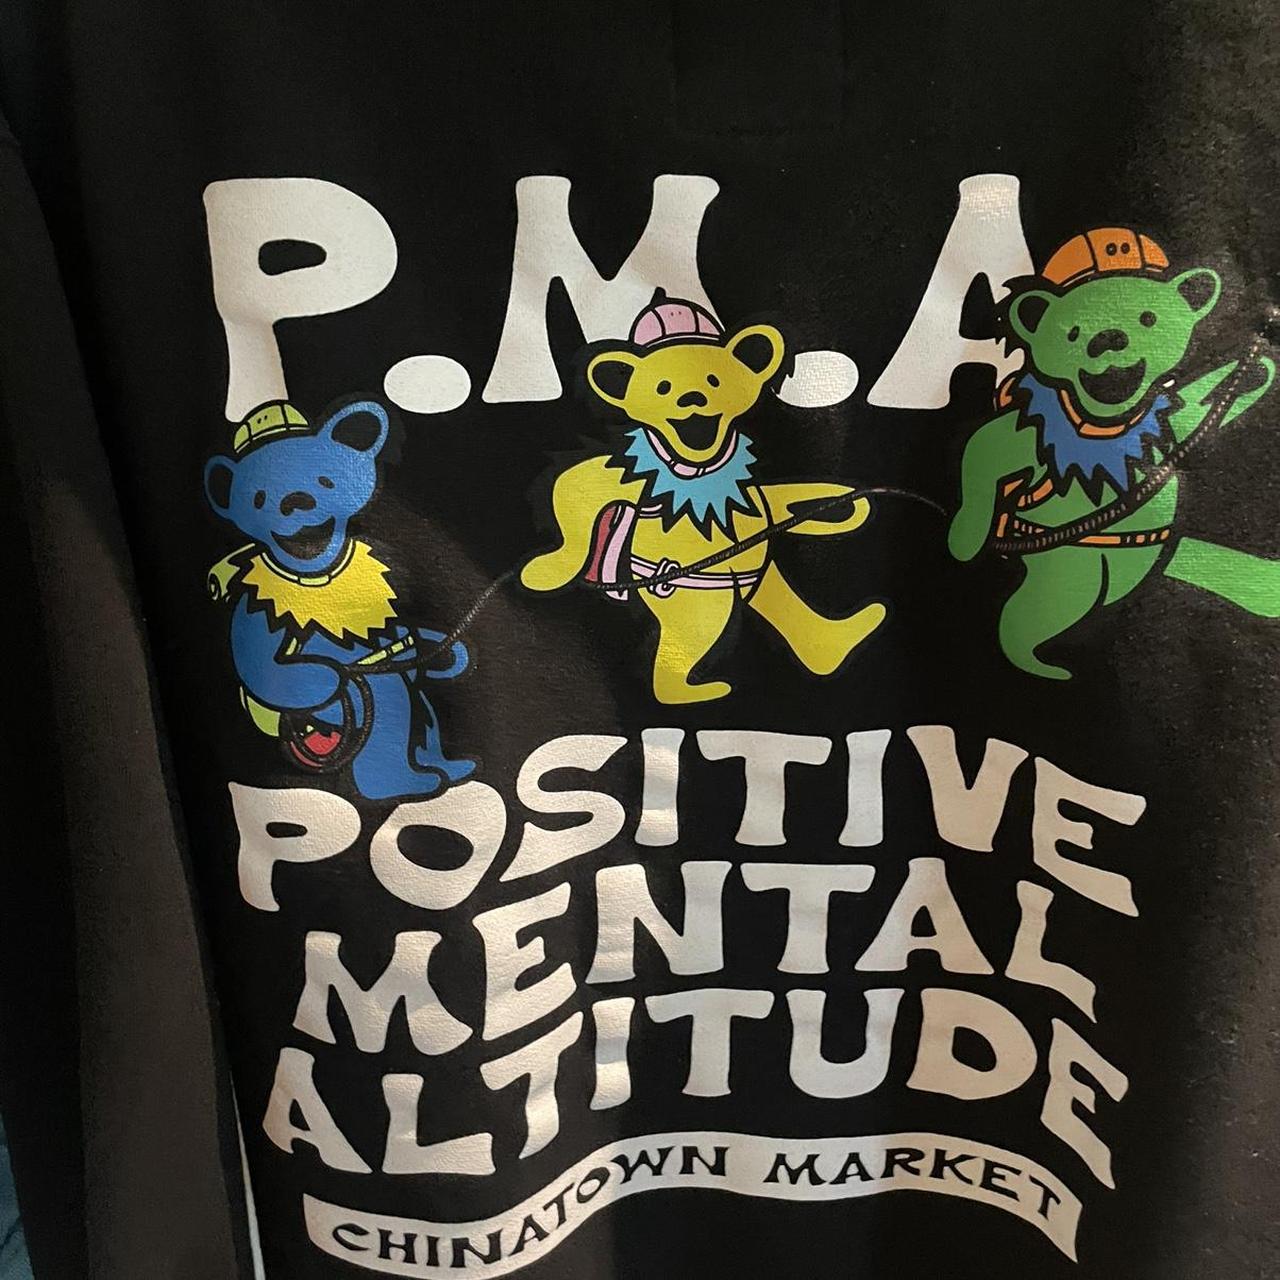 P.M.A
POSITIVE
MENTAL
ALTITUDE
CHINATOWN MARKET